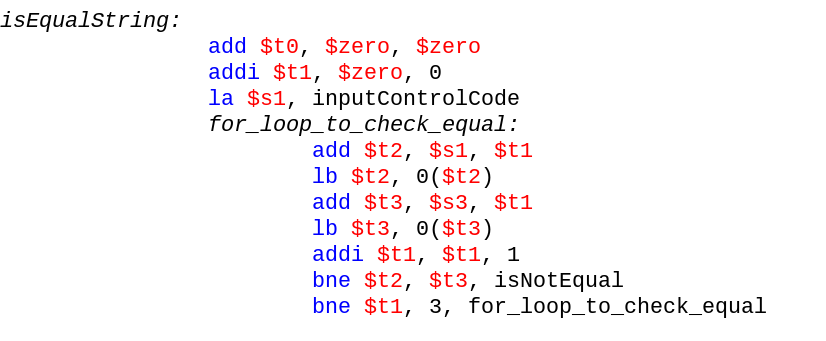 isEqualString:
add $t0, $zero, $zero
addi $t1, $zero, 0
la $s1, inputControlCode
for_loop_to_check_equal:
add $t2, $s1, $t1
lb $t2, 0($t2)
add $t3, $s3, $t1
lb $t3, 0($t3)
addi $t1, $t1, 1
bne $t2, $t3, isNotEqual
bne $t1, 3, for_loop_to_check_equal